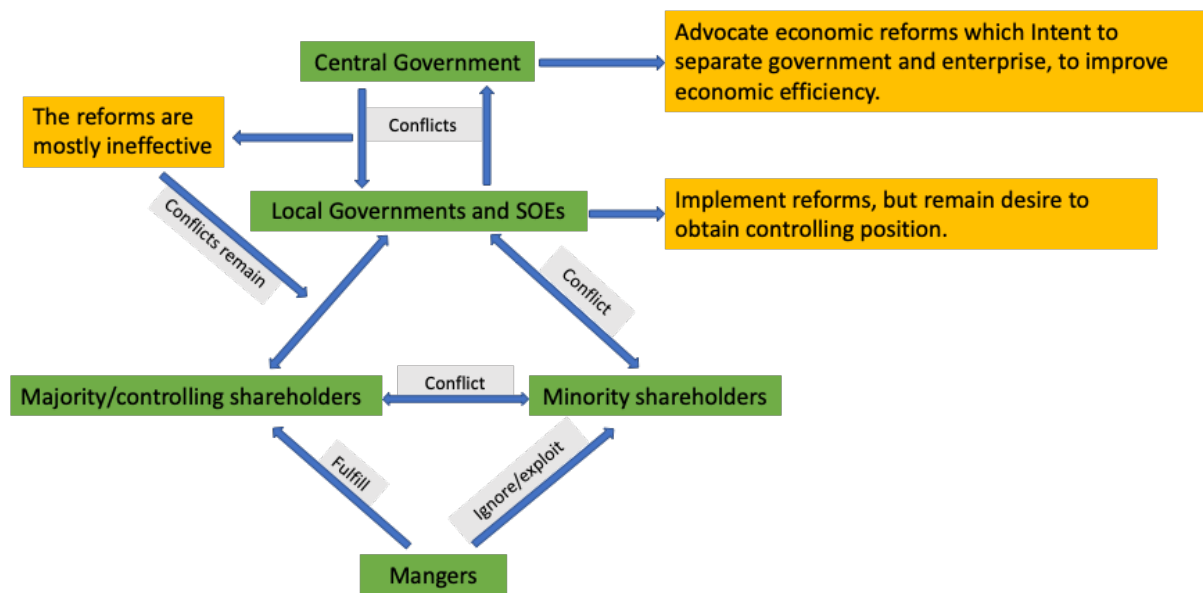 Central Government
Advocate economic reforms which Intent to
separate government and enterprise, to improve
economic efficiency.
The reforms are
mostly ineffective
Conflicts
Local Governments and SOEs
Implement reforms, but remain desire to
obtain controlling position.
Conflicts remain
Conflict
Majority/controlling shareholders
Conflict
Minority shareholders
Fulfill
Ignore/exploit
Mangers